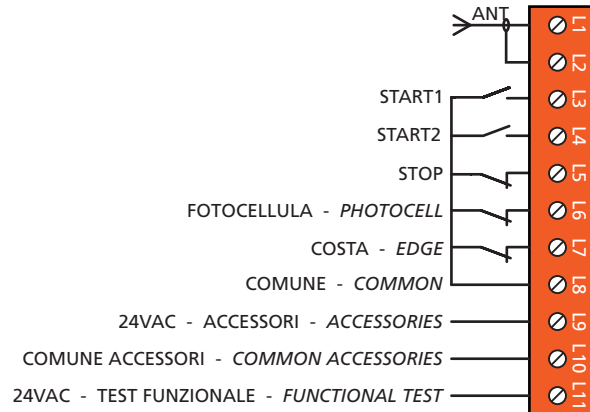 ANT L1
L2
START1 L3
START2 L4
STOP L5
FOTOCELLULA - PHOTOCELL L6
COSTA - EDGE L7
COMUNE - COMMON L8
24VAC - ACCESSORI - ACCESSORIES L9
COMUNE ACCESSORI - COMMON ACCESSORIES L10
24VAC - TEST FUNZIONALE - FUNCTIONAL TEST L11